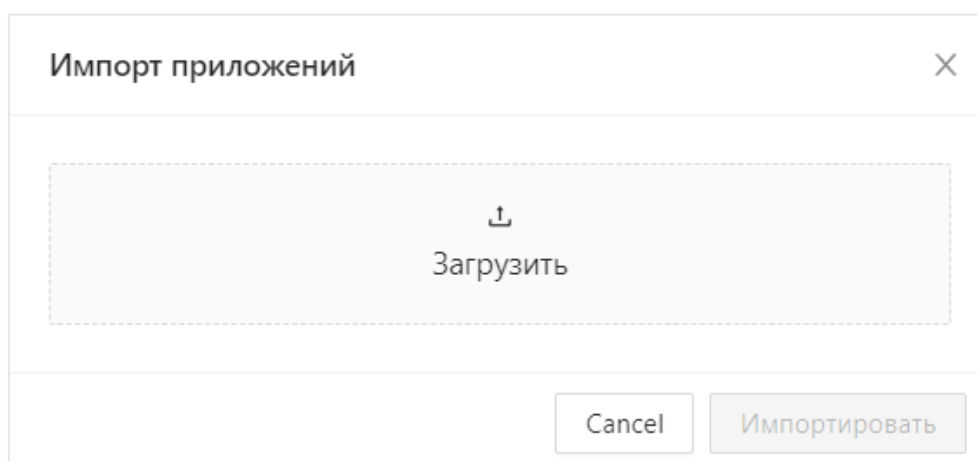 Импорт приложений
Загрузить
Cancel Импортировать